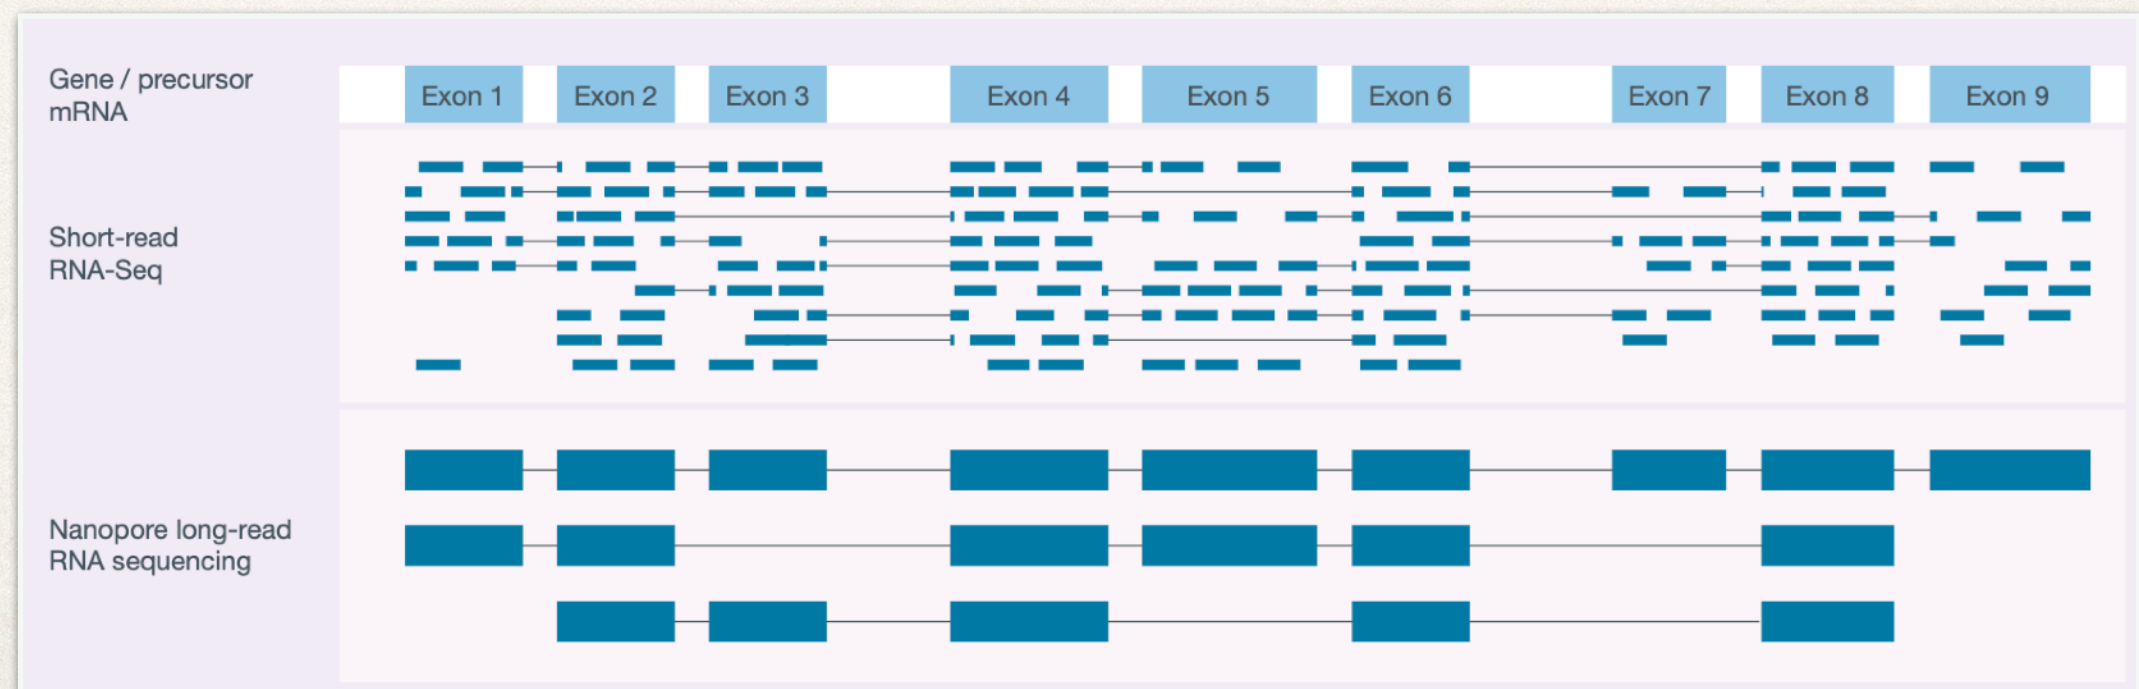 Gene / precursor
mRNA
Exon 1 Exon 2 Exon 3 Exon 4 Exon 5 Exon 6 Exon 7 Exon 8 Exon 9
Short-read
RNA-Seq
Nanopore long-read
RNA sequencing